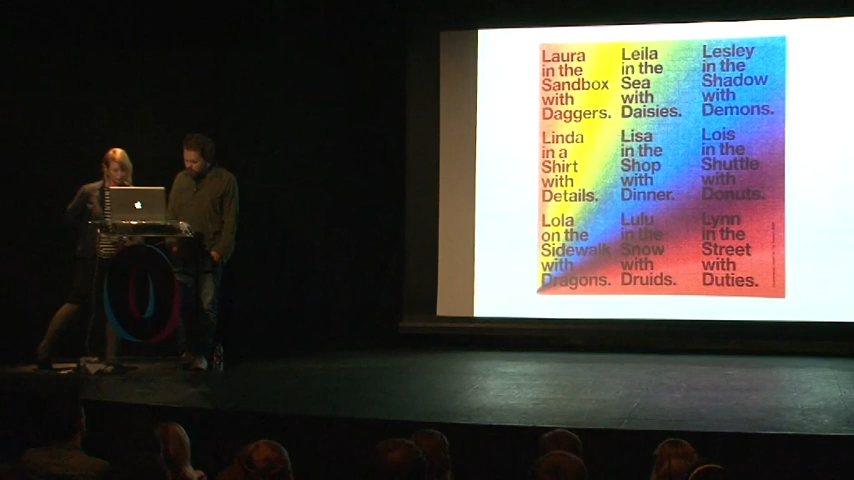 Laura
in the
Sandbox
with
Daggers.
Leila
in the
Sea
with
Daisies.
Lesley
in the
Shadow
with
Demons.
Linda
in a
Shirt
with
Details.
Lisa
in the
Shop
with
Dinner.
Lois
in the
Shuttle
with
Donuts.
Lola
on the
Sidewalk
with
Dragons.
Lulu
in the
Snow
with
Druids.
Lynn
in the
Street
with
Duties.